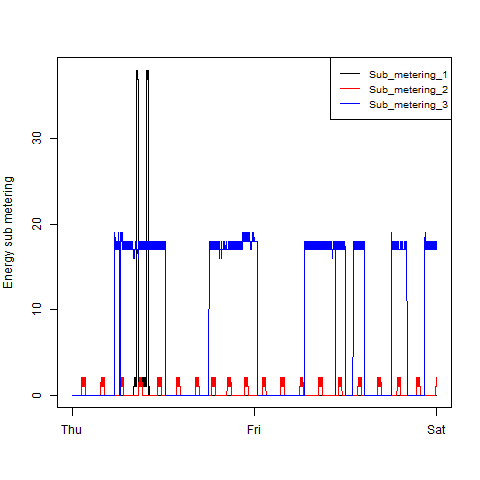 Sub_metering_1
Sub_metering_2
Sub_metering_3
Energy sub metering
30
20
10
0
Thu Fri Sat